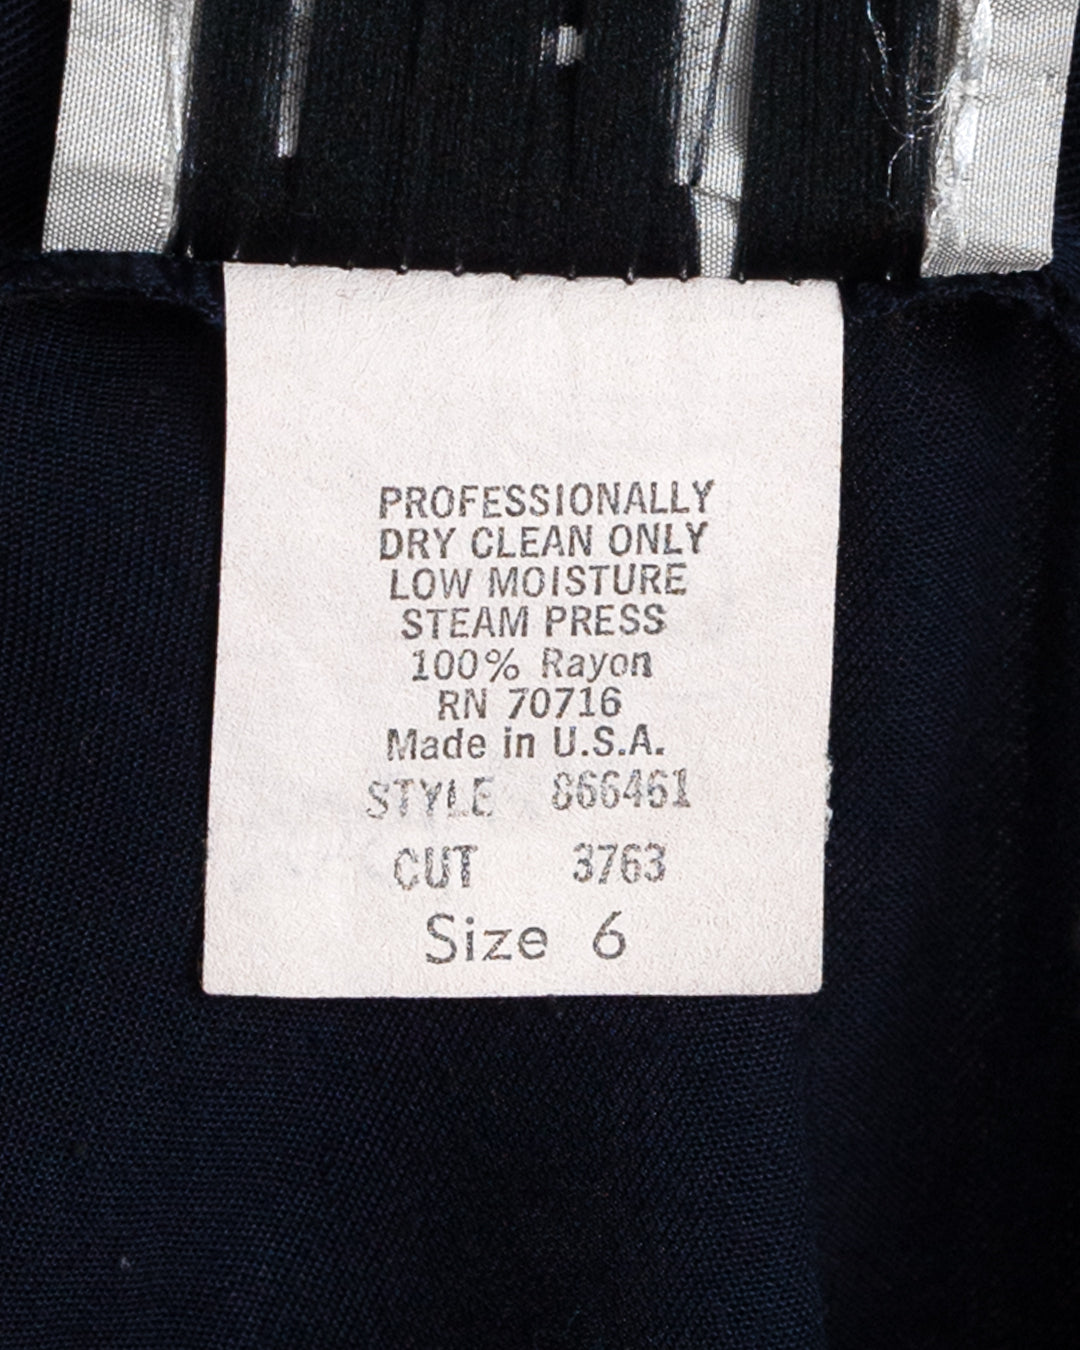 PROFESSIONALLY
DRY CLEAN ONLY
LOW MOISTURE
STEAM PRESS
100% Rayon
RN 70716
Made in U.S.A.
STYLE 866461
CUT 3763
Size 6